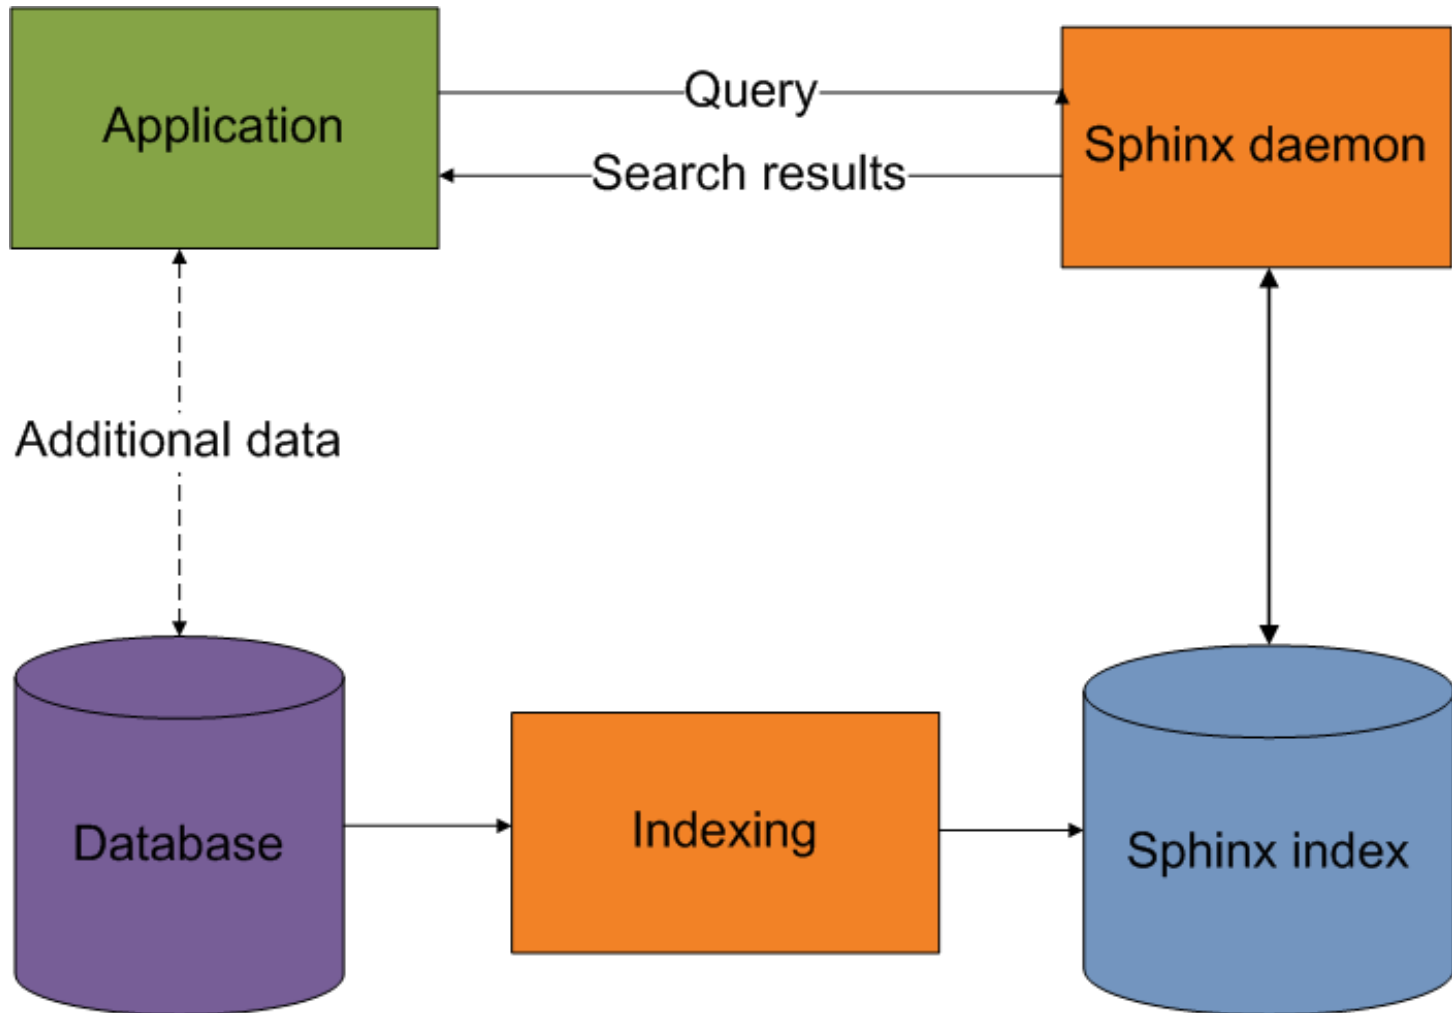 Application
Query
Search results
Sphinx daemon
Additional data
Database
Indexing
Sphinx index